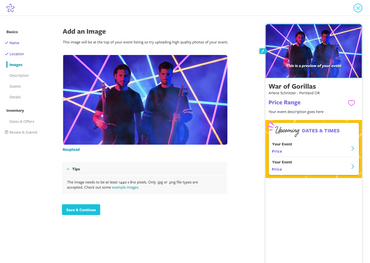 Basics
Name
Location
Images
Description
Guests
Details
Inventory
Dates & Offers
Review & Submit
Add an Image
This image will be at the top of your event listing so try uploading high quality photos of your event.
Reupload
Tips
The image needs to be at least 1440 x 810 pixels. Only .jpg or .png file types are
accepted. Check out some example images
Save & Continue
This is a preview of your event
War of Gorillas
Arlene Schnitzer - Portland OR
Price Range
Your event description goes here
Upcoming DATES & TIMES
Your Event
Price
Your Event
Price